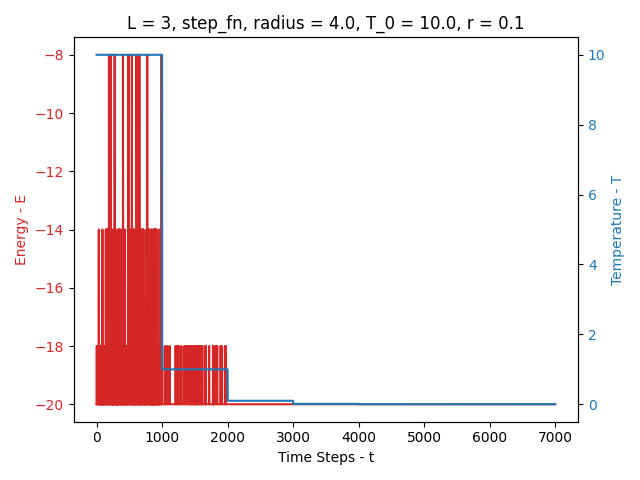 L = 3, step_fn, radius = 4.0, T_0 = 10.0, r = 0.1
Energy - E
−8
−10
−12
−14
−16
−18
−20
10
8
6
4
2
0
Temperature - T
0 1000 2000 3000 4000 5000 6000 7000
Time Steps - t